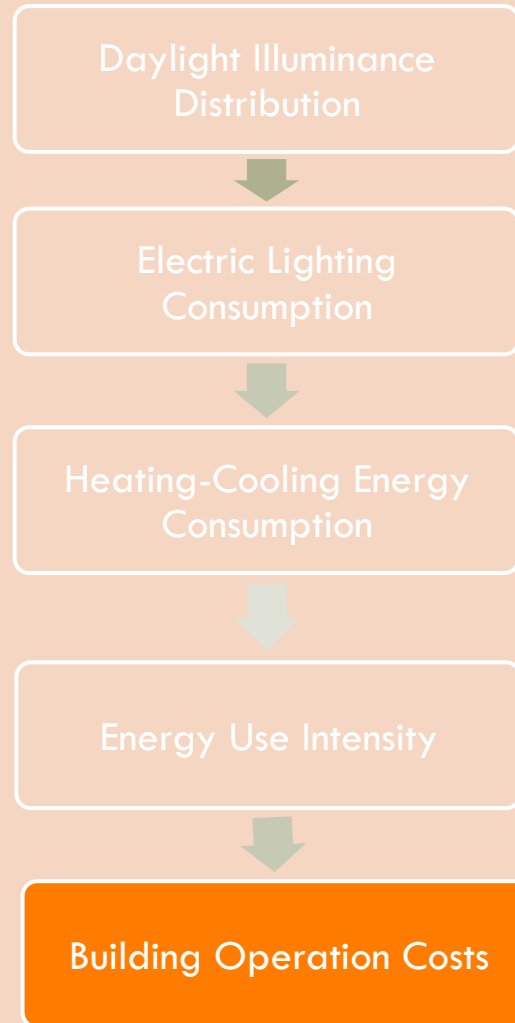 Daylight Illuminance
Distribution
Electric Lighting
Consumption
Heating-Cooling Energy
Consumption
Energy Use Intensity
Building Operation Costs